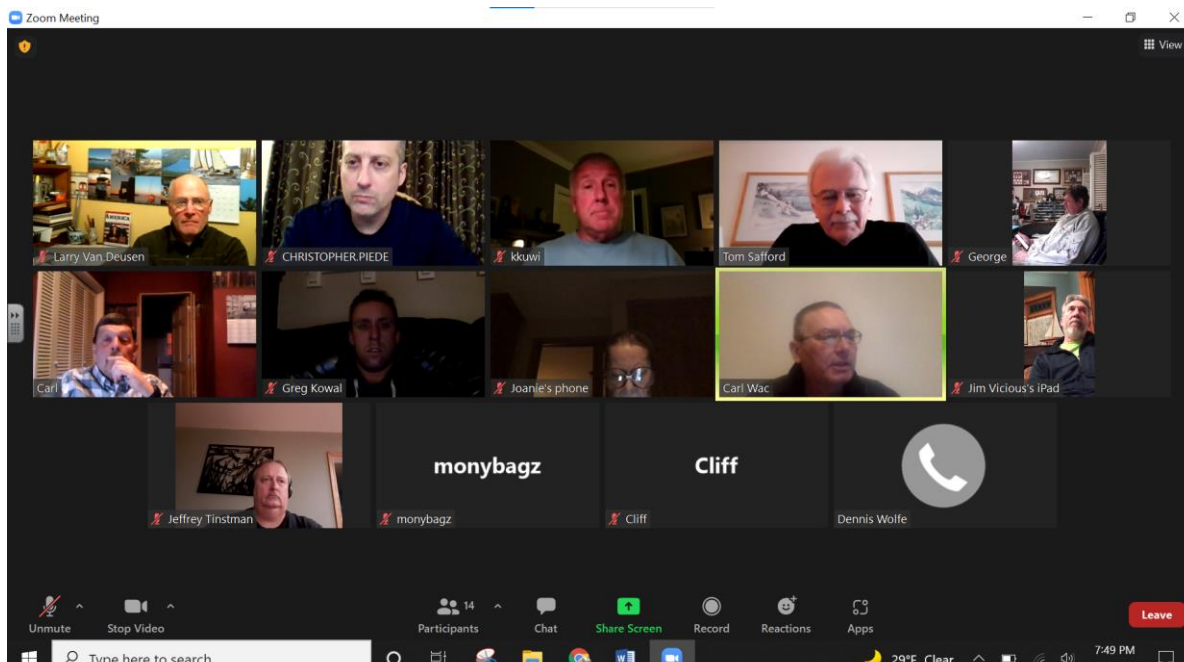 Zoom Meeting
View
AMERICA
Larry Van Deusen
CHRISTOPHER.PIEDE
kkuwi
Tom Safford
George
Carl
Greg Kowal
Joanie's phone
Carl Wac
Jim Vicious's iPad
monybagz
Cliff
Jeffrey Tinstman
monybagz
Cliff
Dennis Wolfe
14
Unmute
Stop Video
Participants
Chat
Share Screen
Record
Reactions
Apps
Leave
Type here to search
29°F Clear
7:49 PM